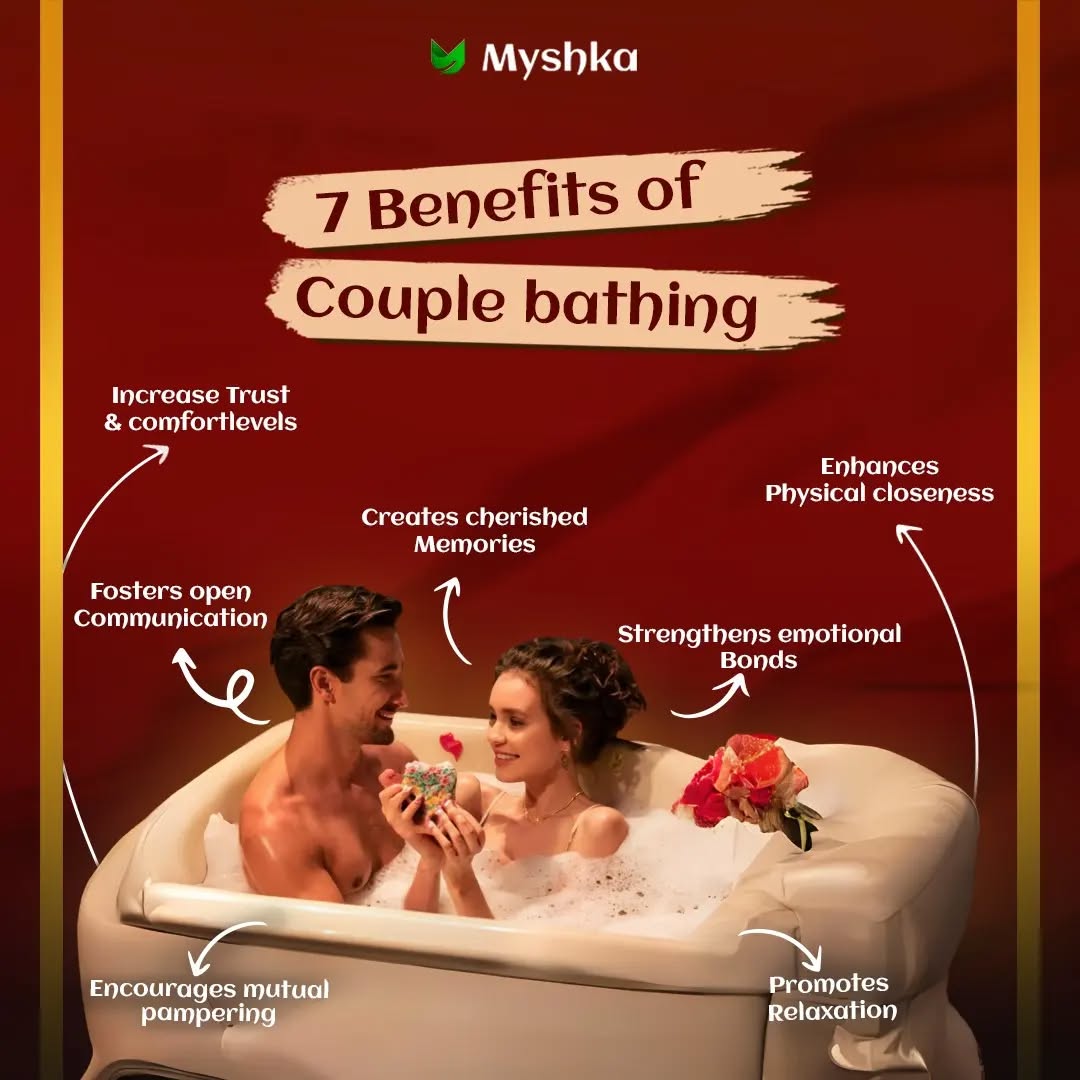 Myshka
7 Benefits of
Couple bathing
Increase Trust
& comfortlevels
Enhances
Physical closeness
Creates cherished
Memories
Fosters open
Communication
Strengthens emotional
Bonds
Encourages mutual
pampering
Promotes
Relaxation